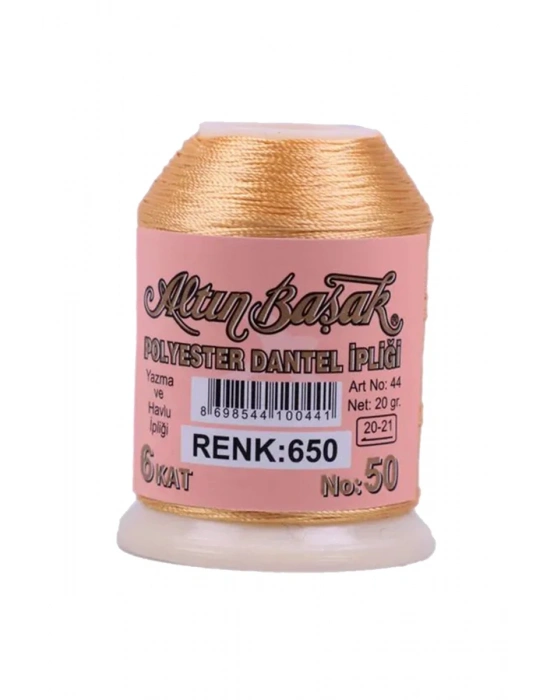 Altın Başak®
POLYESTER DANTEL İPLİĞİ
Yazma
ve
Havlu
İpliği
8 698544 100441
Art No: 44
Net: 20 gr.
20-21
RENK:650
6 KAT
No: 50